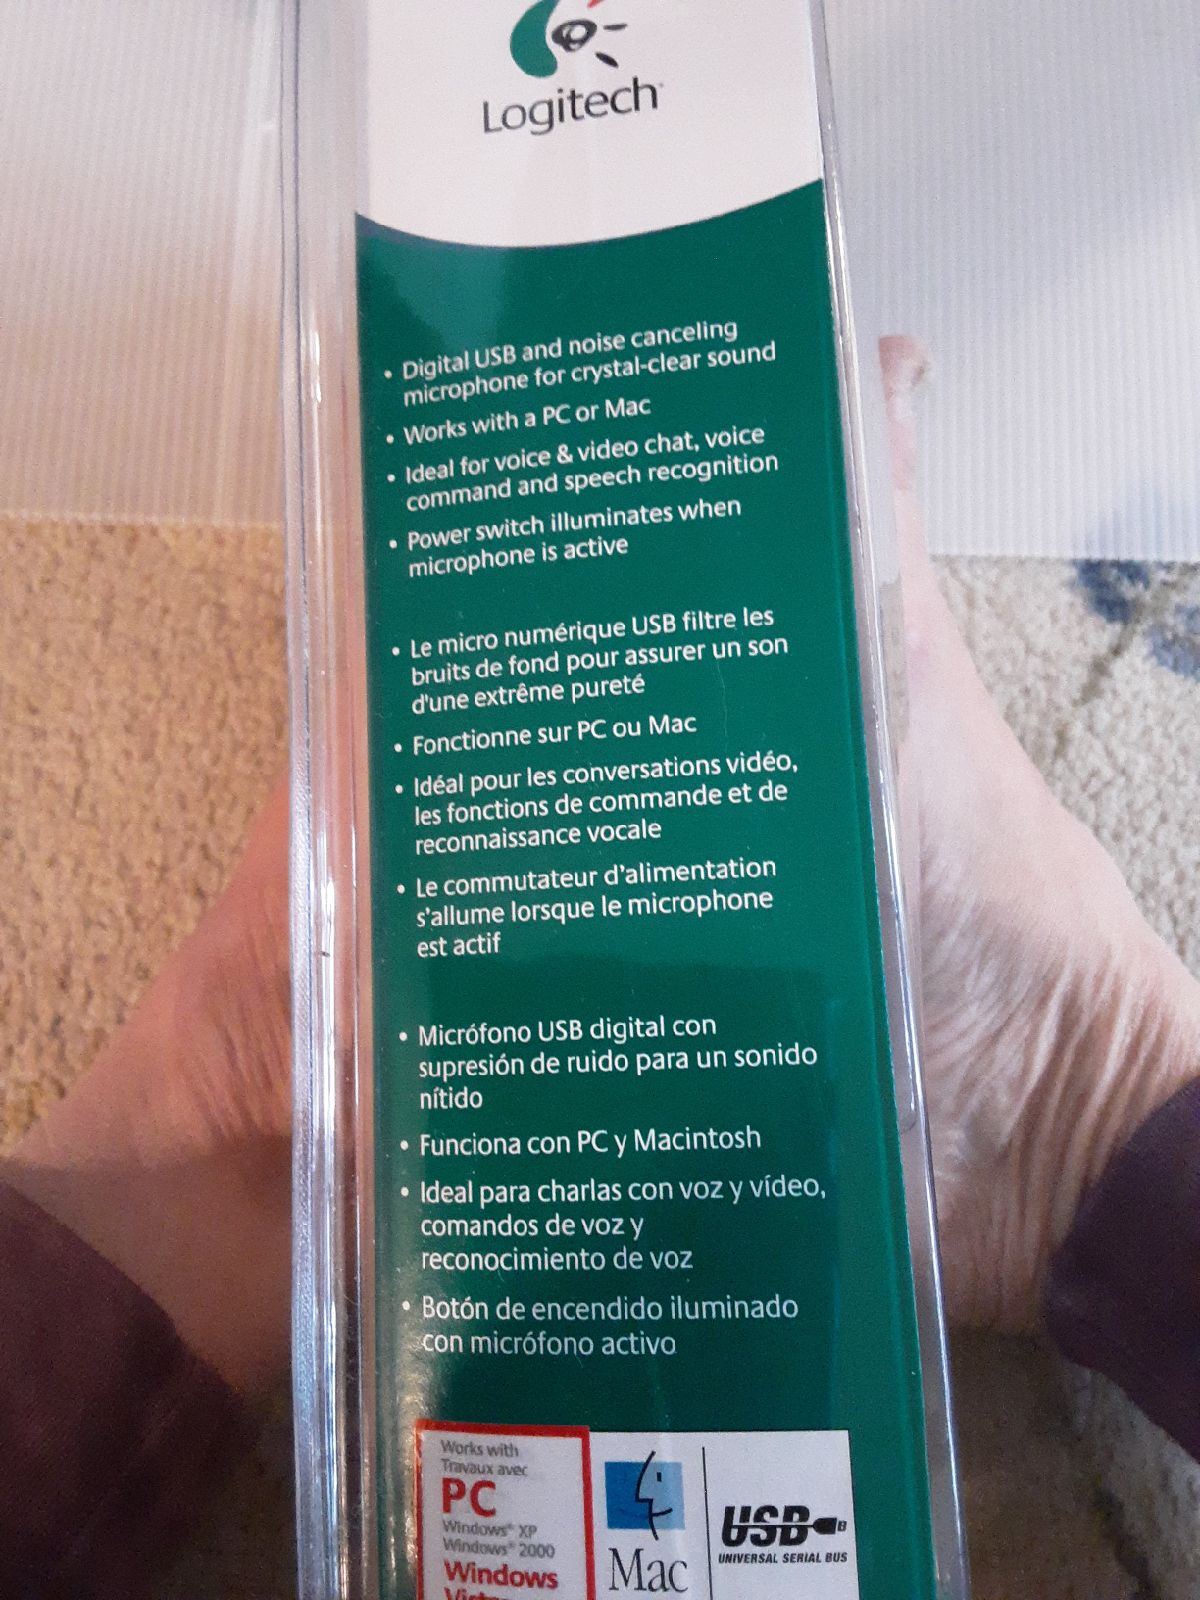 Logitech
• Digital USB and noise canceling
microphone for crystal-clear sound
• Works with a PC or Mac
• Ideal for voice & video chat, voice
command and speech recognition
• Power switch illuminates when
microphone is active
• Le micro numérique USB filtre les
bruits de fond pour assurer un son
d'une extrême pureté
• Fonctionne sur PC ou Mac
• Idéal pour les conversations vidéo,
les fonctions de commande et de
reconnaissance vocale
• Le commutateur d'alimentation
s'allume lorsque le microphone
est actif
• Micrófono USB digital con
supresión de ruido para un sonido
nítido
• Funciona con PC y Macintosh
• Ideal para charlas con voz y vídeo,
comandos de voz y
reconocimiento de voz
• Botón de encendido iluminado
con micrófono activo
Works with
Travaux avec
PC
Windows® XP
Windows® 2000
Windows
Mac
USB
UNIVERSAL SERIAL BUS